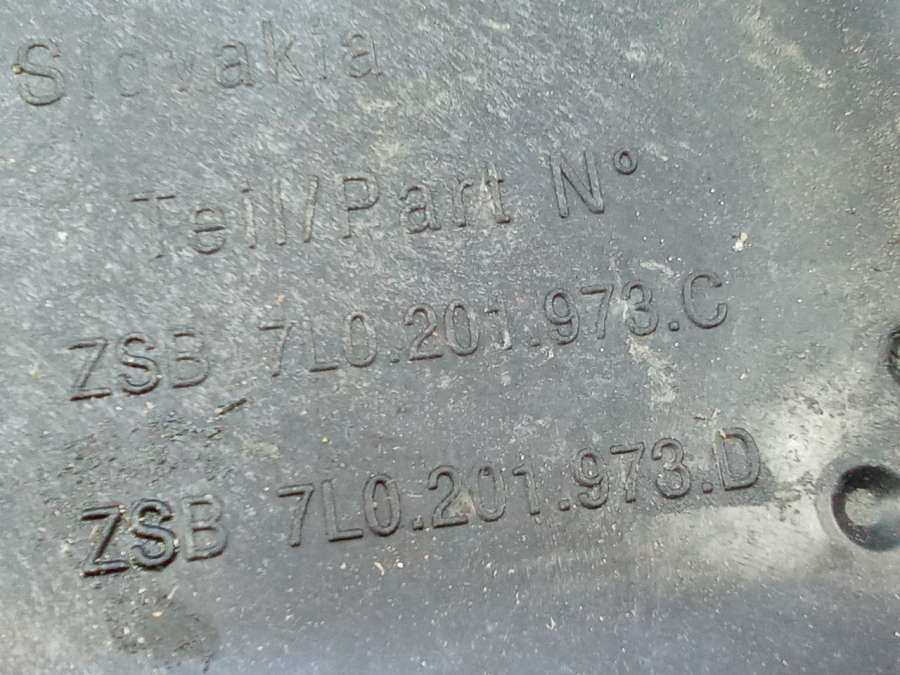 Slovakia
Teil/Part N°
ZSB 7L0.201.973.C
ZSB 7L0.201.973.D